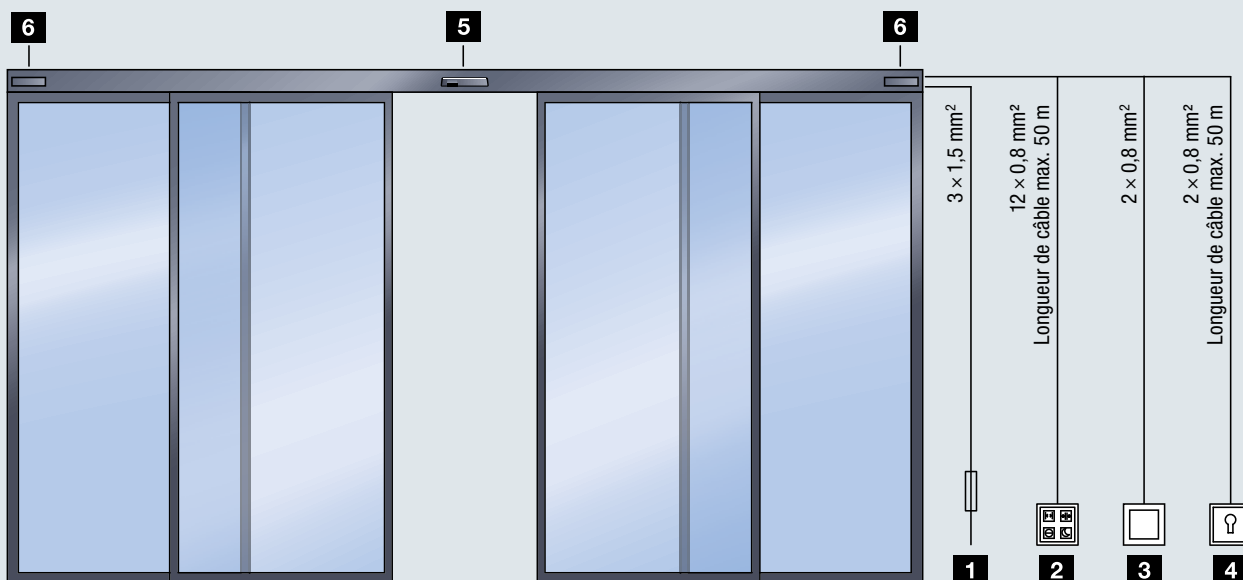 6
5
6
3 × 1,5 mm²
12 × 0,8 mm²
Longueur de câble max. 50 m
2 × 0,8 mm²
2 × 0,8 mm²
Longueur de câble max. 50 m
1
2
3
4